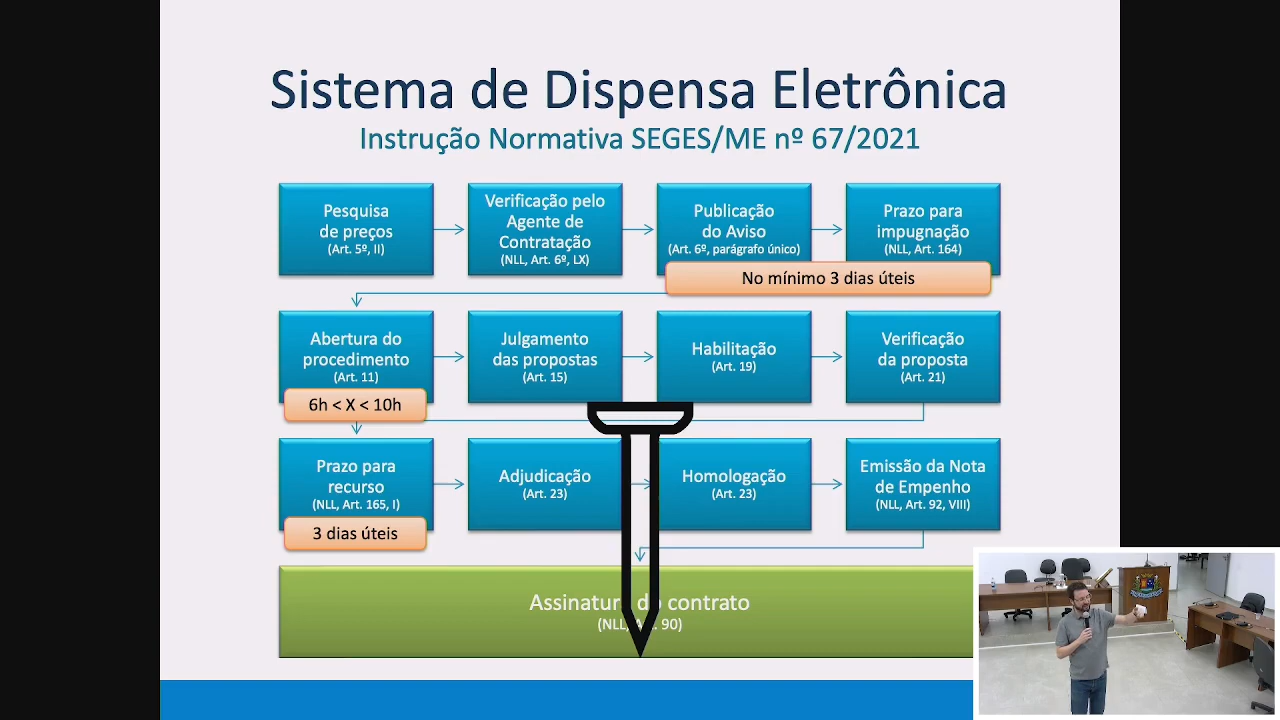 Sistema de Dispensa Eletrônica
Instrução Normativa SEGES/ME nº 67/2021
Pesquisa
de preços
(Art. 5º, II)
Verificação pelo
Agente de
Contratação
(NLL, Art. 6º, LX)
Publicação
do Aviso
(Art. 6º, parágrafo único)
Prazo para
impugnação
(NLL, Art. 164)
No mínimo 3 dias úteis
Abertura do
procedimento
(Art. 11)
6h < X < 10h
Julgamento
das propostas
(Art. 15)
Habilitação
(Art. 19)
Verificação
da proposta
(Art. 21)
Prazo para
recurso
(NLL, Art. 165, I)
3 dias úteis
Adjudicação
(Art. 23)
Homologação
(Art. 23)
Emissão da Nota
de Empenho
(NLL, Art. 92, VIII)
Assinatura do contrato
(NLL, Art. 90)